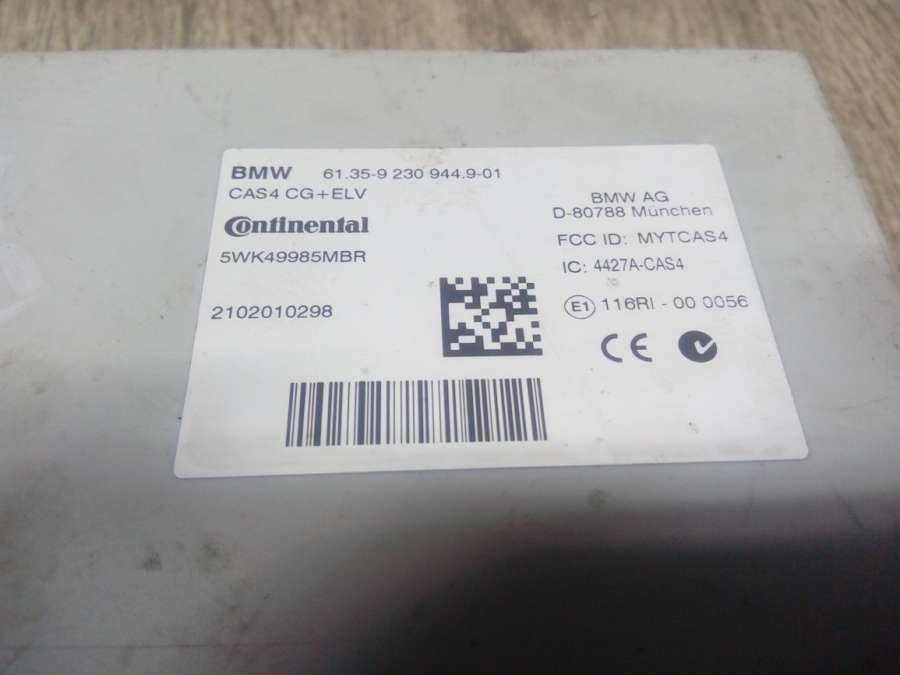 BMW 61.35-9 230 944.9-01
CAS4 CG+ELV
Continental
5WK49985MBR
2102010298
BMW AG
D-80788 München
FCC ID: MYTCAS4
IC: 4427A-CAS4
E1 116RI - 00 0056
CE